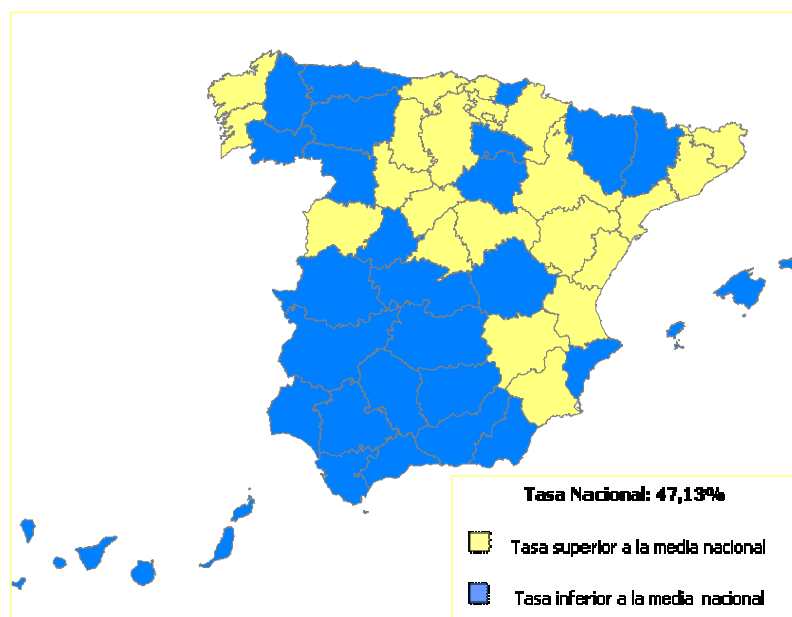 Tasa Nacional: 47,13%
Tasa superior a la media nacional
Tasa inferior a la media nacional